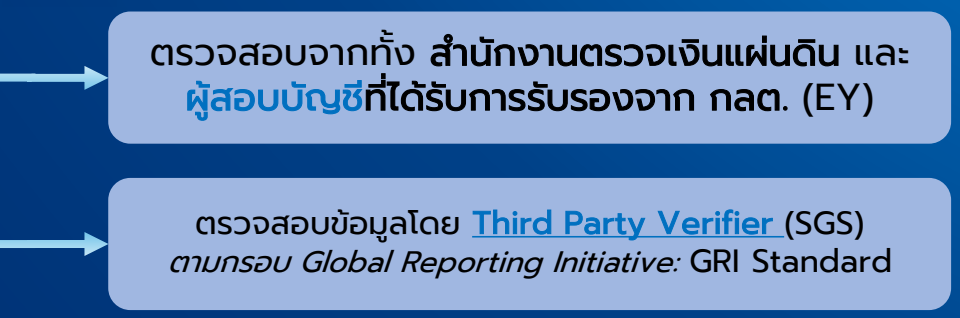 ตรวจสอบจากทั้ง สำนักงานตรวจเงินแผ่นดิน และ
ผู้สอบบัญชีที่ได้รับการรับรองจาก กลต. (EY)
ตรวจสอบข้อมูลโดย Third Party Verifier (SGS)
ตามกรอบ Global Reporting Initiative: GRI Standard